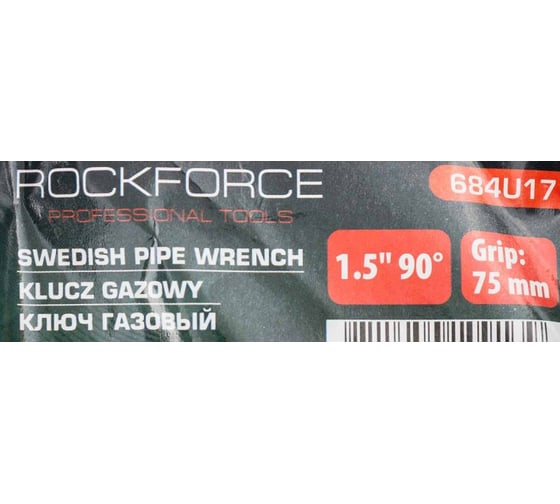 ROCKFORCE
PROFESSIONAL TOOLS
684U17
SWEDISH PIPE WRENCH
KLUCZ GAZOWY
КЛЮЧ ГАЗОВЫЙ
1.5" 90°
Grip:
75 mm